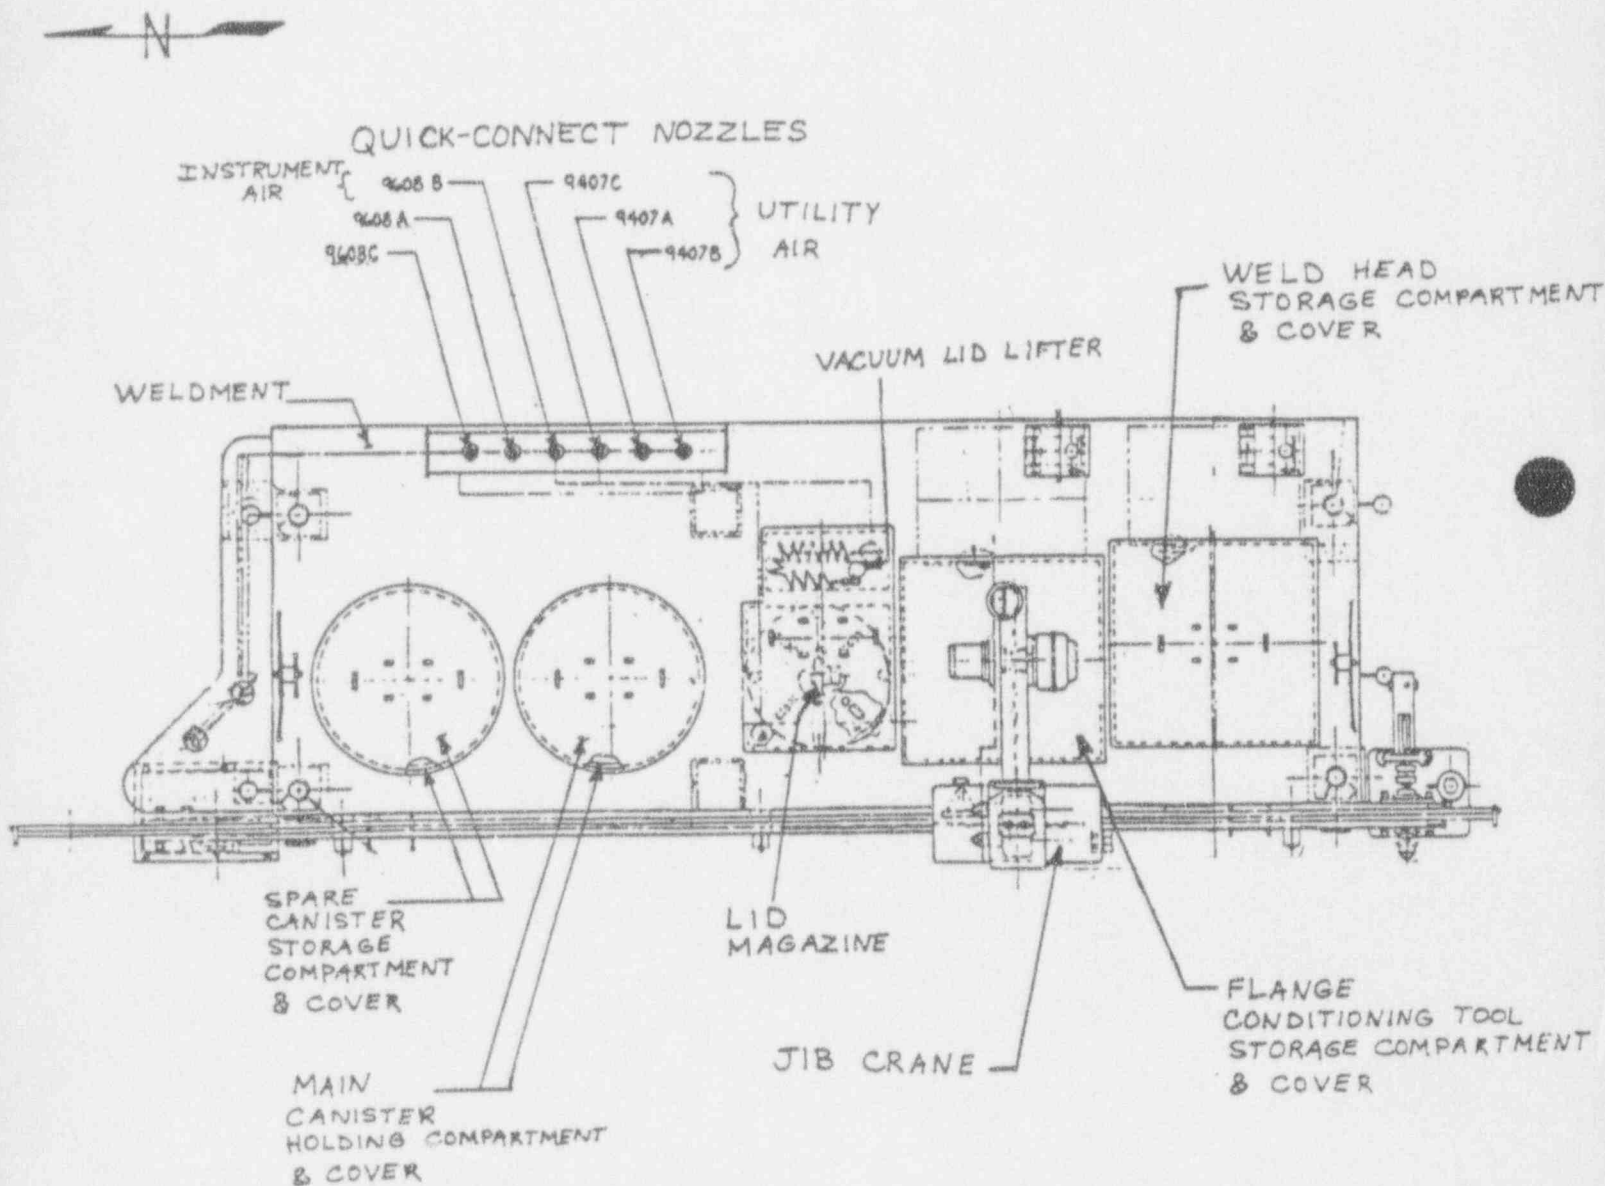 N
QUICK-CONNECT NOZZLES
INSTRUMENT
AIR
9608 B
9608 A
9608C
9407C
9407A
9407B
UTILITY
AIR
WELD HEAD
STORAGE COMPARTMENT
& COVER
VACUUM LID LIFTER
WELDMENT
SPARE
CANISTER
STORAGE
COMPARTMENT
& COVER
LID
MAGAZINE
FLANGE
CONDITIONING TOOL
STORAGE COMPARTMENT
& COVER
JIB CRANE
MAIN
CANISTER
HOLDING COMPARTMENT
& COVER